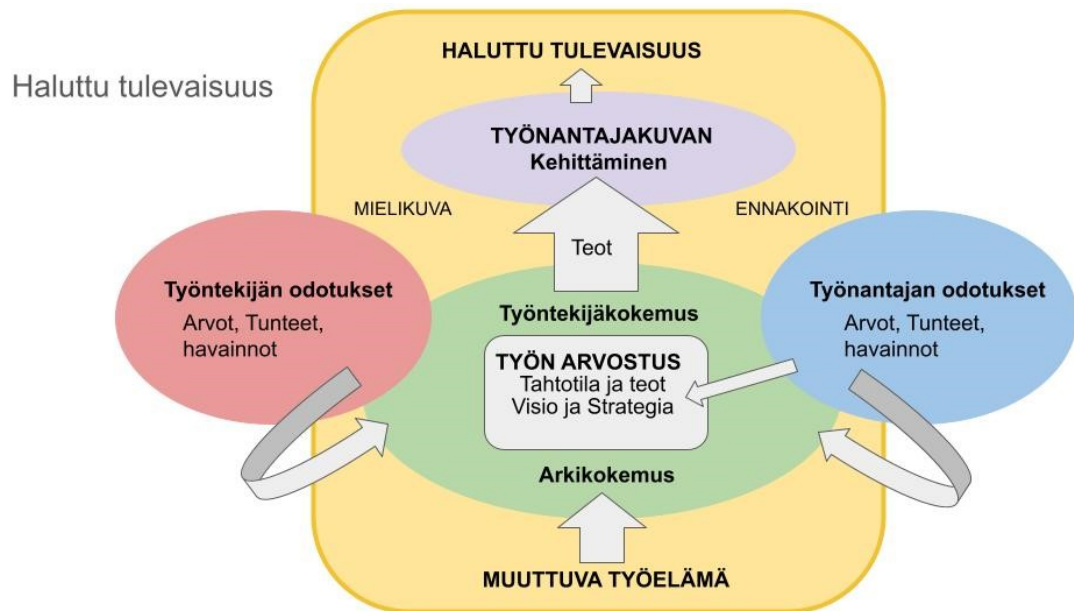 Haluttu tulevaisuus
HALUTTU TULEVAISUUS
TYÖNANTAJAKUVAN
Kehittäminen
MIELIKUVA
ENNAKOINTI
Teot
Työntekijän odotukset
Arvot, Tunteet,
havainnot
Työntekijäkokemus
TYÖN ARVOSTUS
Tahtotila ja teot
Visio ja Strategia
Arkikokemus
Työnantajan odotukset
Arvot, Tunteet,
havainnot
MUUTTUVA TYÖELÄMÄ